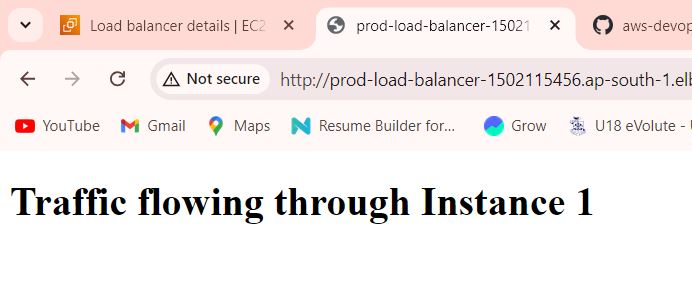 Load balancer details | EC2
prod-load-balancer-15021
aws-devop
Not secure
http://prod-load-balancer-1502115456.ap-south-1.elb
YouTube
Gmail
Maps
Resume Builder for...
Grow
U18 eVolute -
Traffic flowing through Instance 1